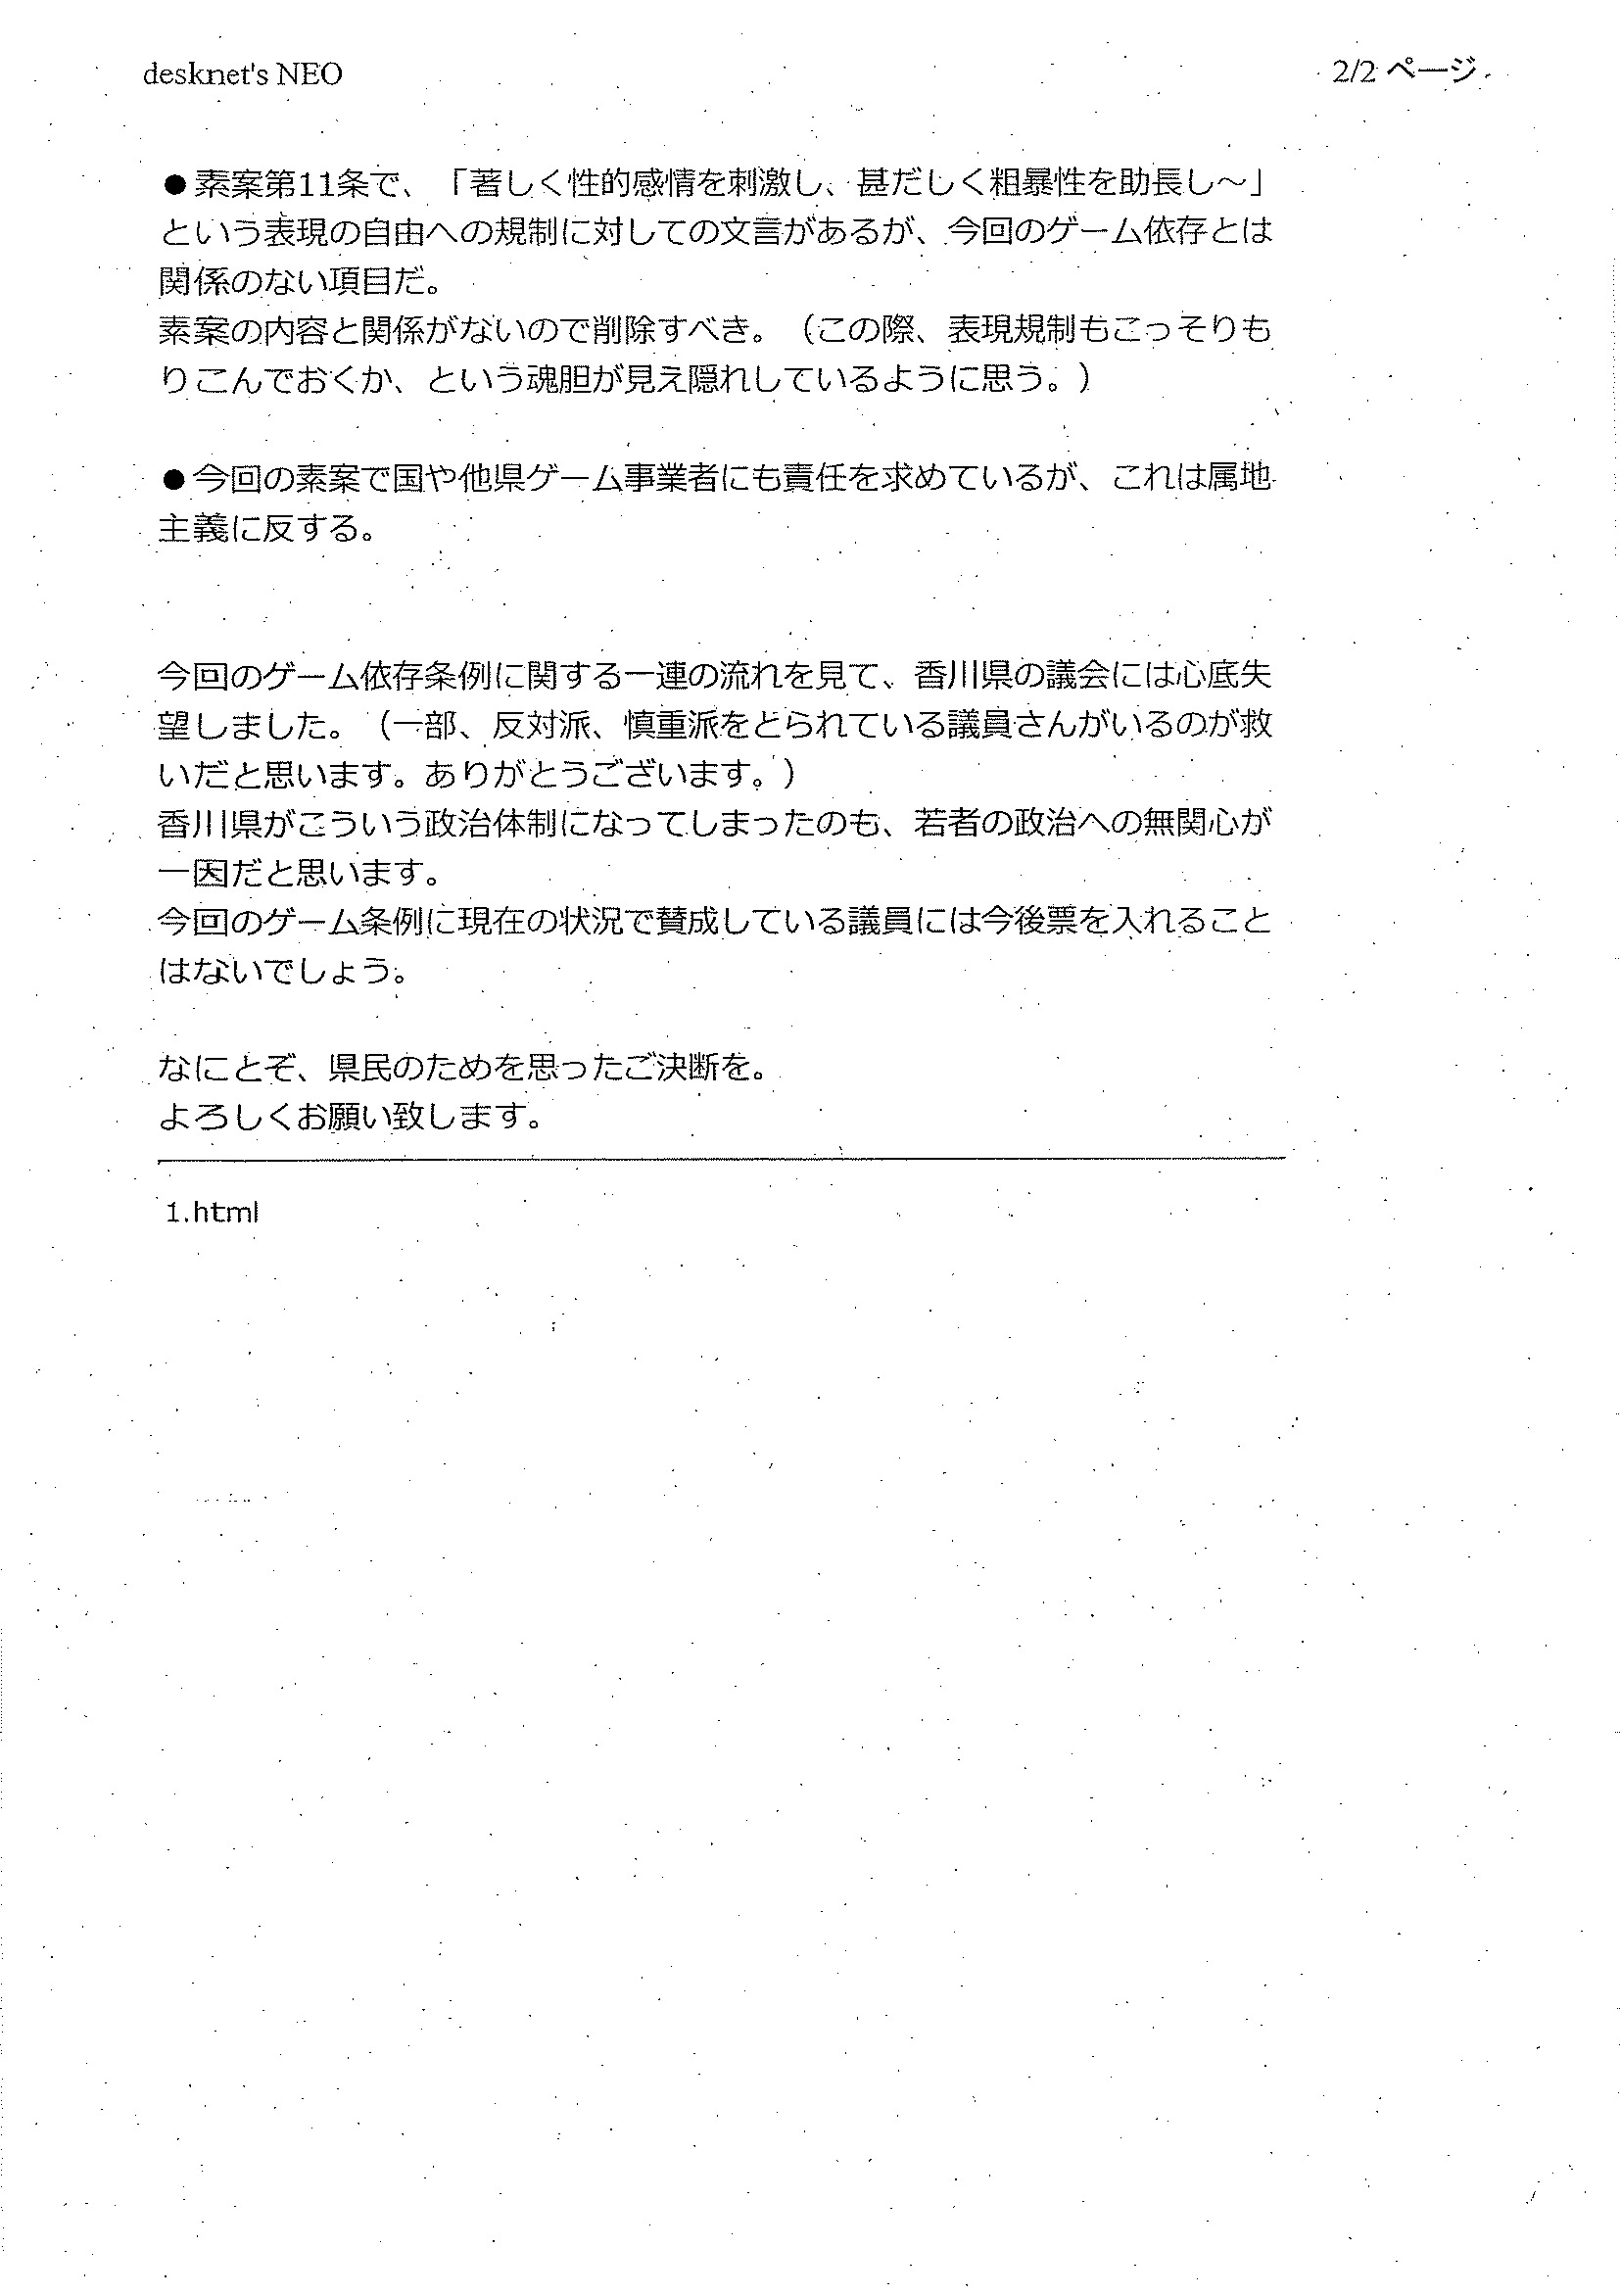 desknet's NEO
2/2 ページ
●素案第11条で、「著しく性的感情を刺激し、甚だしく粗暴性を助長し～」
という表現の自由への規制に対しての文言があるが、今回のゲーム依存とは
関係のない項目だ。
素案の内容と関係がないので削除すべき。（この際、表現規制もこっそりも
りこんでおくか、という魂胆が見え隠れしているように思う。）
●今回の素案で国や他県ゲーム事業者にも責任を求めているが、これは属地
主義に反する。
今回のゲーム依存条例に関する一連の流れを見て、香川県の議会には心底失
望しました。（一部、反対派、慎重派をとられている議員さんがいるのが救
いだと思います。ありがとうございます。）
香川県がこういう政治体制になってしまったのも、若者の政治への無関心が
一因だと思います。
今回のゲーム条例に現在の状況で賛成している議員には今後票を入れること
はないでしょう。
なにとぞ、県民のためを思ったご決断を。
よろしくお願い致します。
1.html